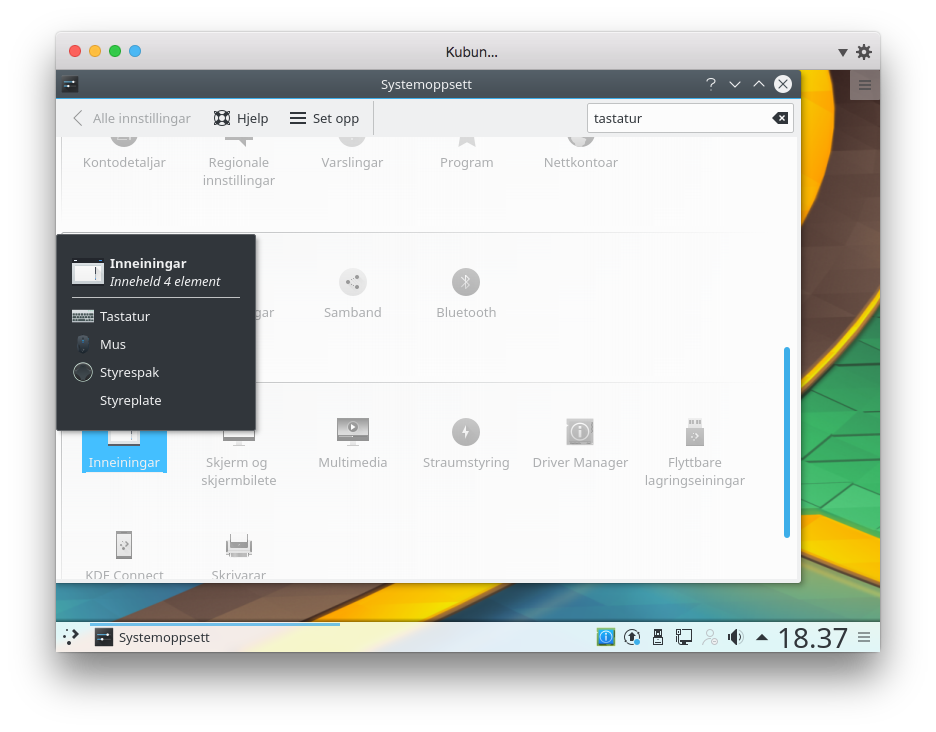 Kubun...
Systemoppsett
Alle innstillingar
Hjelp
Set opp
tastatur
Kontodetaljar
Regionale
innstillingar
Varslingar
Program
Nettkontoar
Inneiningar
Inneheld 4 element
Tastatur
Mus
Styrespak
Styreplate
gar
Samband
Bluetooth
Inneiningar
Skjerm og
skjermbilete
Multimedia
Straumstyring
Driver Manager
Flyttbare
lagringseiningar
KDE Connect
Skrivarar
Systemoppsett
18.37